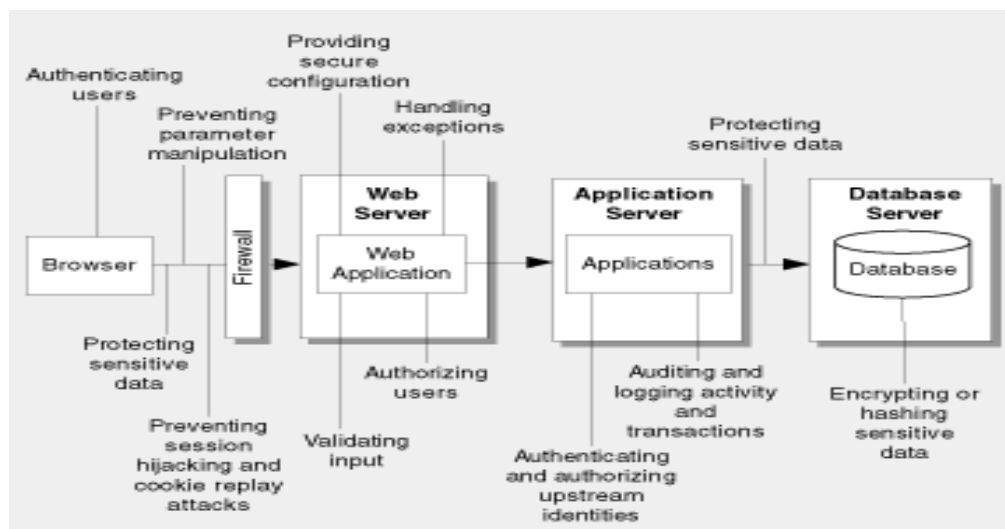 Providing
secure
configuration
Authenticating
users
Handling
exceptions
Preventing
parameter
manipulation
Protecting
sensitive data
Web
Server
Application
Server
Database
Server
Browser
Firewall
Web
Application
Applications
Database
Protecting
sensitive
data
Authorizing
users
Auditing and
logging activity
and
transactions
Encrypting or
hashing
sensitive
data
Preventing
session
hijacking and
cookie replay
attacks
Validating
input
Authenticating
and authorizing
upstream
identities